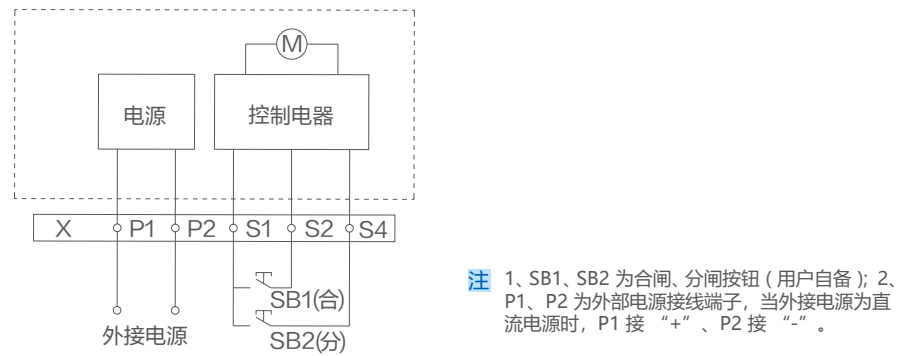 M
电源
控制电器
X P1 P2 S1 S2 S4
SB1(合)
SB2(分)
外接电源
注 1、SB1、SB2 为合闸、分闸按钮 ( 用户自备 ); 2、
P1、P2 为外部电源接线端子，当外接电源为直
流电源时，P1 接 “+”、P2 接 “-”。